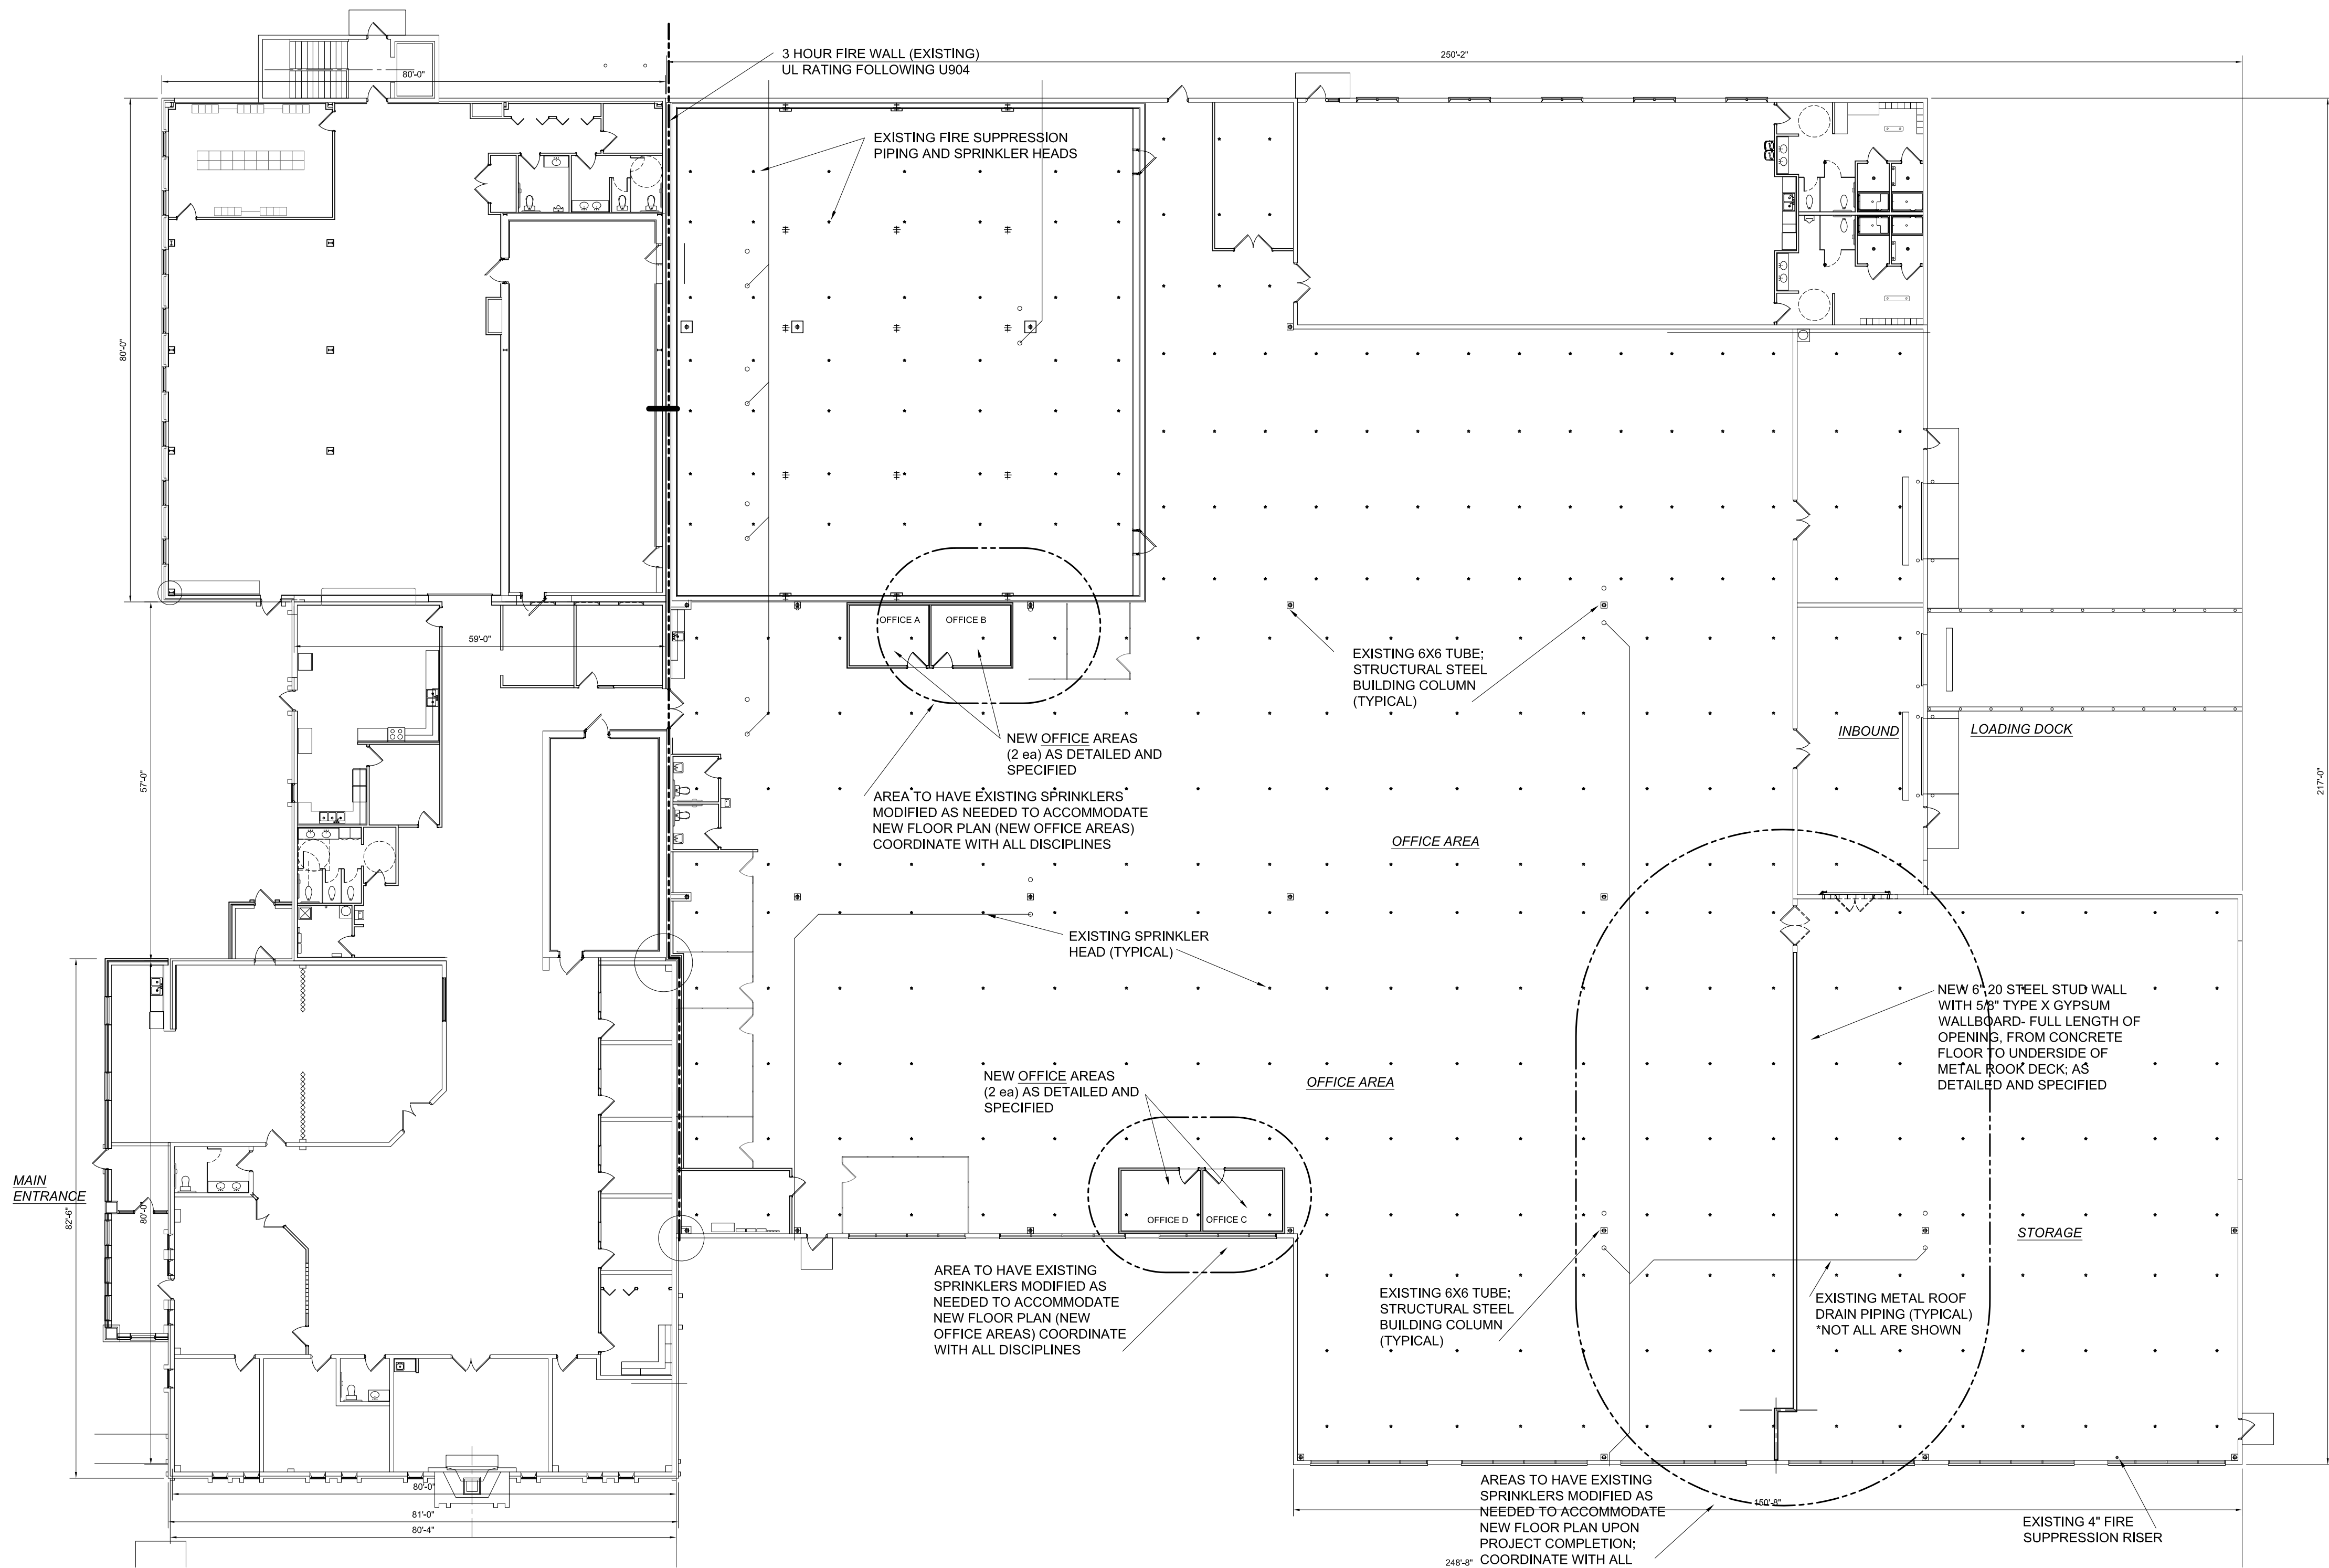 3 HOUR FIRE WALL (EXISTING)
UL RATING FOLLOWING U904
250'-2"
80'-0"
EXISTING FIRE SUPPRESSION
PIPING AND SPRINKLER HEADS
80'-0"
217'-0"
59'-0"
OFFICE A
OFFICE B
EXISTING 6X6 TUBE;
STRUCTURAL STEEL
BUILDING COLUMN
(TYPICAL)
INBOUND
LOADING DOCK
NEW OFFICE AREAS
(2 ea) AS DETAILED AND
SPECIFIED
57'-0"
AREA TO HAVE EXISTING SPRINKLERS
MODIFIED AS NEEDED TO ACCOMMODATE
NEW FLOOR PLAN (NEW OFFICE AREAS)
COORDINATE WITH ALL DISCIPLINES
OFFICE AREA
EXISTING SPRINKLER
HEAD (TYPICAL)
NEW 6" 20 STEEL STUD WALL
WITH 5/8" TYPE X GYPSUM
WALLBOARD- FULL LENGTH OF
OPENING, FROM CONCRETE
FLOOR TO UNDERSIDE OF
METAL ROOK DECK; AS
DETAILED AND SPECIFIED
NEW OFFICE AREAS
(2 ea) AS DETAILED AND
SPECIFIED
OFFICE AREA
MAIN
ENTRANCE
82'-6"
80'-0"
OFFICE D
OFFICE C
STORAGE
AREA TO HAVE EXISTING
SPRINKLERS MODIFIED AS
NEEDED TO ACCOMMODATE
NEW FLOOR PLAN (NEW
OFFICE AREAS) COORDINATE
WITH ALL DISCIPLINES
EXISTING 6X6 TUBE;
STRUCTURAL STEEL
BUILDING COLUMN
(TYPICAL)
EXISTING METAL ROOF
DRAIN PIPING (TYPICAL)
*NOT ALL ARE SHOWN
80'-0"
81'-0"
80'-4"
AREAS TO HAVE EXISTING
SPRINKLERS MODIFIED AS
NEEDED TO ACCOMMODATE
NEW FLOOR PLAN UPON
PROJECT COMPLETION;
COORDINATE WITH ALL
150'-8"
248'-8"
EXISTING 4" FIRE
SUPPRESSION RISER